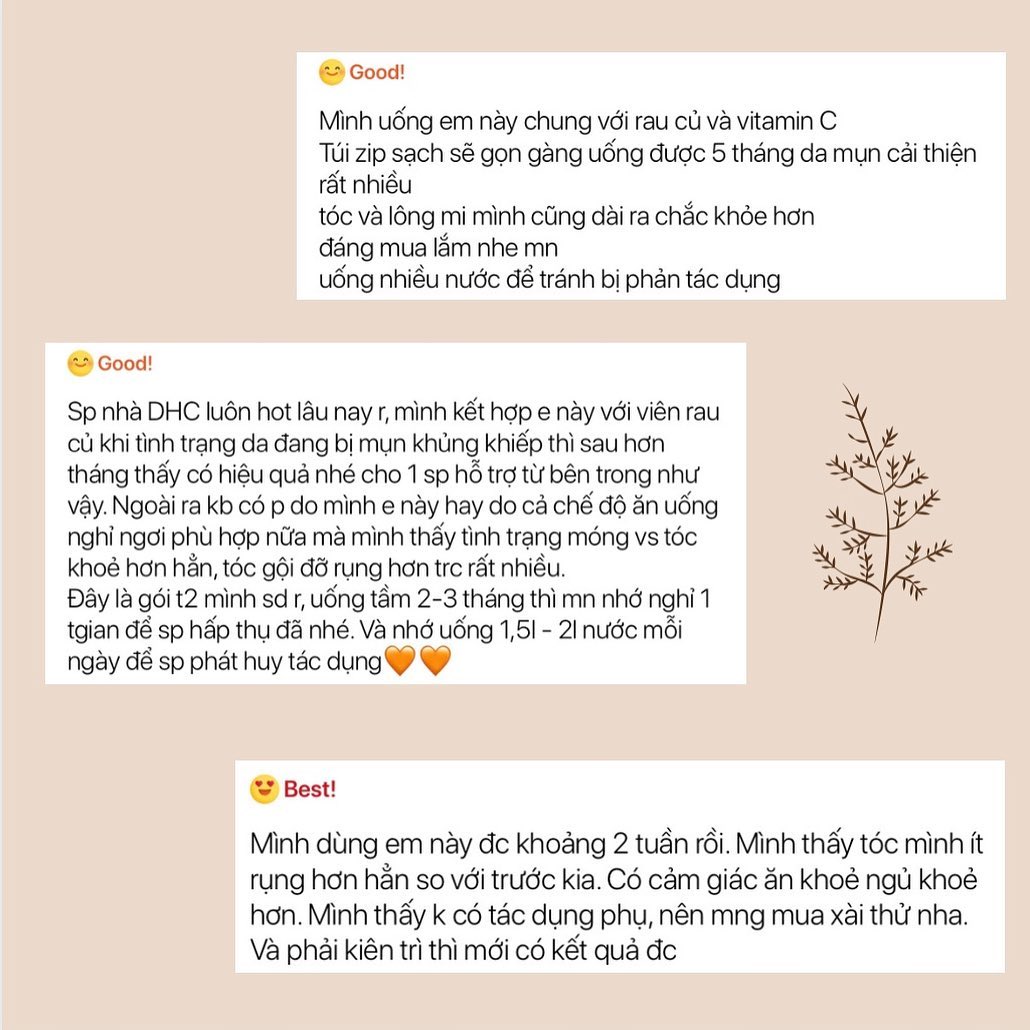 😊 Good!
Mình uống em này chung với rau củ và vitamin C
Túi zip sạch sẽ gọn gàng uống được 5 tháng da mụn cải thiện
rất nhiều
tóc và lông mi mình cũng dài ra chắc khỏe hơn
đáng mua lắm nhe mn
uống nhiều nước để tránh bị phản tác dụng
😊 Good!
Sp nhà DHC luôn hot lâu nay r, mình kết hợp e này với viên rau
củ khi tình trạng da đang bị mụn khủng khiếp thì sau hơn
tháng thấy có hiệu quả nhé cho 1 sp hỗ trợ từ bên trong như
vậy. Ngoài ra kb có p do mình e này hay do cả chế độ ăn uống
nghỉ ngơi phù hợp nữa mà mình thấy tình trạng móng vs tóc
khoẻ hơn hẳn, tóc gội đỡ rụng hơn trc rất nhiều.
Đây là gói t2 mình sd r, uống tầm 2-3 tháng thì mn nhớ nghỉ 1
tgian để sp hấp thụ đã nhé. Và nhớ uống 1,5l - 2l nước mỗi
ngày để sp phát huy tác dụng🧡🧡
😍 Best!
Mình dùng em này đc khoảng 2 tuần rồi. Mình thấy tóc mình ít
rụng hơn hẳn so với trước kia. Có cảm giác ăn khoẻ ngủ khoẻ
hơn. Mình thấy k có tác dụng phụ, nên mng mua xài thử nha.
Và phải kiên trì thì mới có kết quả đc